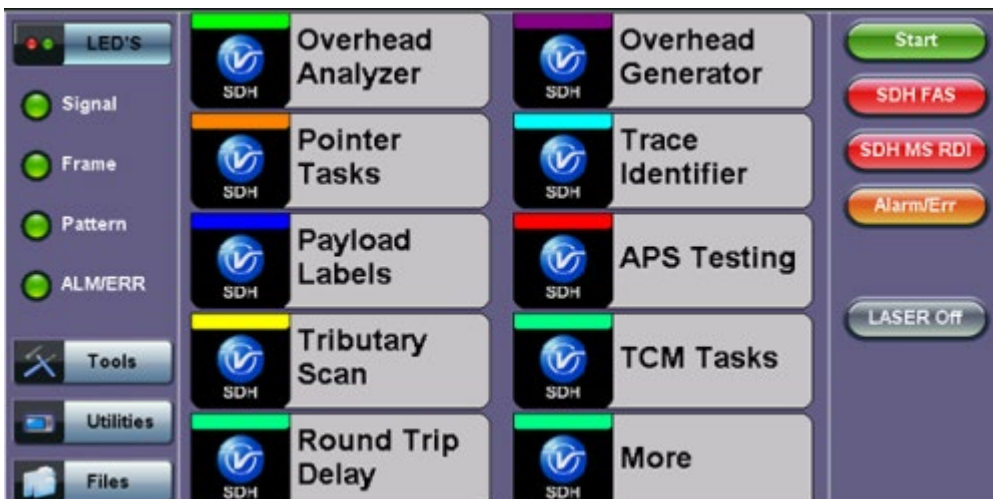 LED'S
Signal
Frame
Pattern
ALM/ERR
Tools
Utilities
Files
SDH
Overhead
Analyzer
SDH
Overhead
Generator
SDH
Pointer
Tasks
SDH
Trace
Identifier
SDH
Payload
Labels
SDH
APS Testing
SDH
Tributary
Scan
SDH
TCM Tasks
SDH
Round Trip
Delay
SDH
More
Start
SDH FAS
SDH MS RDI
Alarm/Err
LASER Off